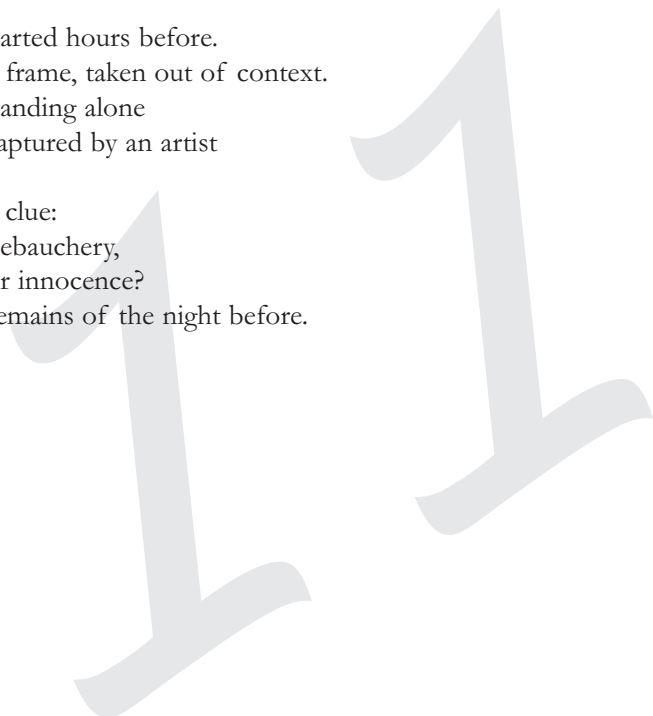 arted hours before.
frame, taken out of context.
anding alone
aptured by an artist
clue:
ebauchery,
r innocence?
emains of the night before.
11